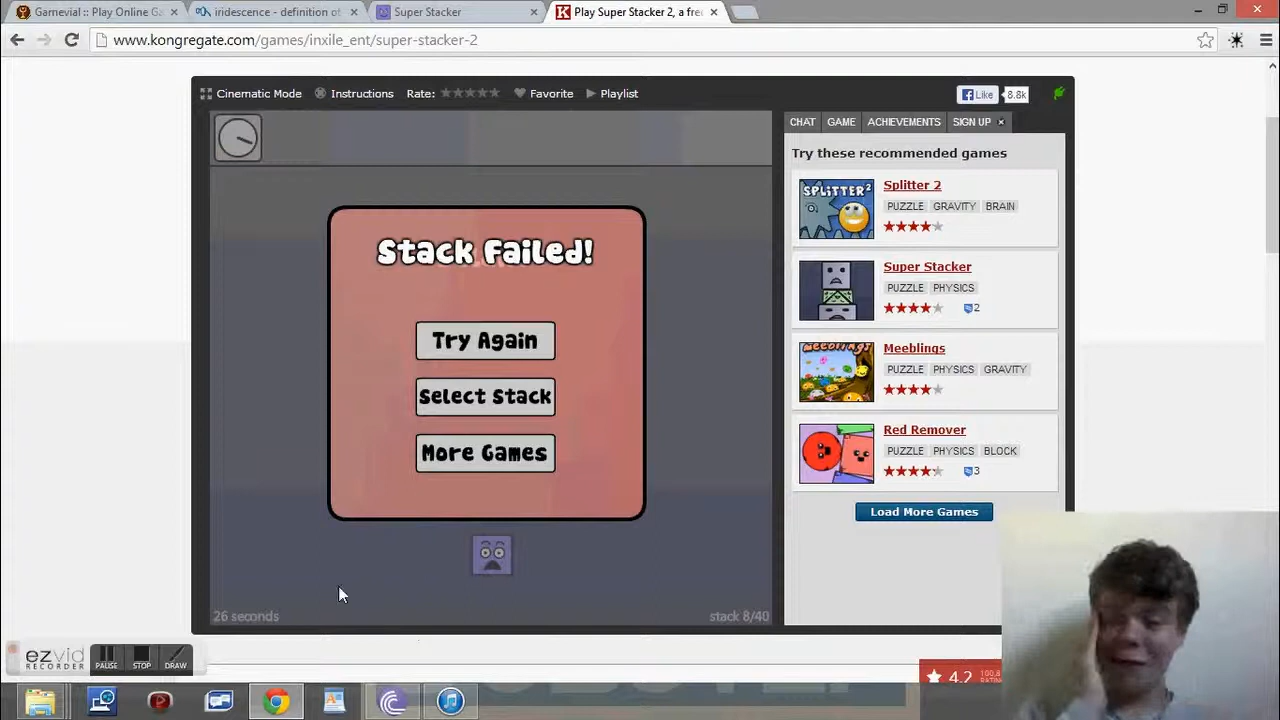 Gamevial :: Play Online Ga
iridescence - definition of
Super Stacker
Play Super Stacker 2, a free
www.kongregate.com/games/inxile_ent/super-stacker-2
Cinematic Mode Instructions Rate: Favorite Playlist
Like 8.8k
CHAT GAME ACHIEVEMENTS SIGN UP
Stack Failed!
Try Again
Select Stack
More Games
26 seconds
stack 8/40
Try these recommended games
SPLITTER 2
Splitter 2
PUZZLE GRAVITY BRAIN
Super Stacker
PUZZLE PHYSICS
2
MEEBLINGS
Meeblings
PUZZLE PHYSICS GRAVITY
Red Remover
PUZZLE PHYSICS BLOCK
3
Load More Games
ezvid
RECORDER
PAUSE STOP DRAW
4.2